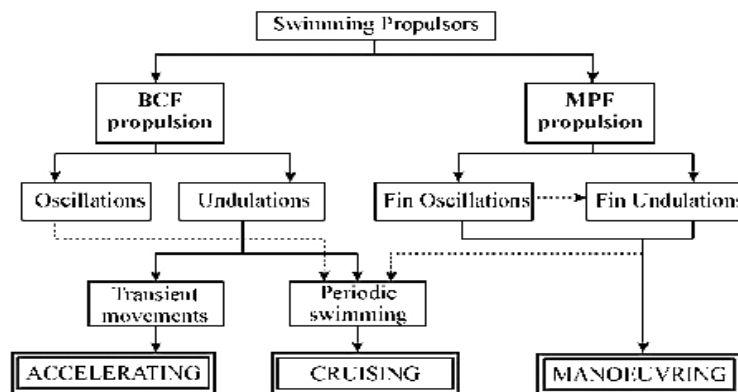 Swimming Propulsors
BCF
propulsion
MPF
propulsion
Oscillations
Undulations
Fin Oscillations
Fin Undulations
Transient
movements
Periodic
swimming
ACCELERATING
CRUISING
MANOEUVRING